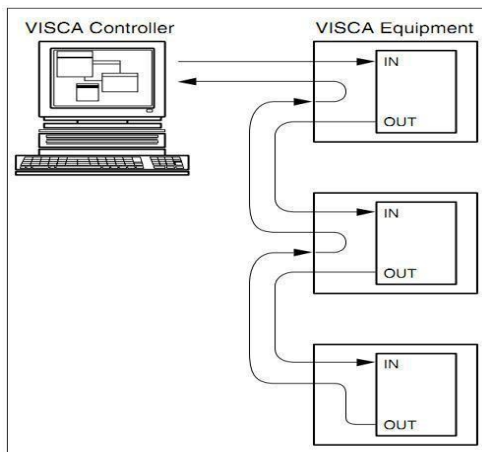 VISCA Controller
VISCA Equipment
IN
OUT
IN
OUT
IN
OUT